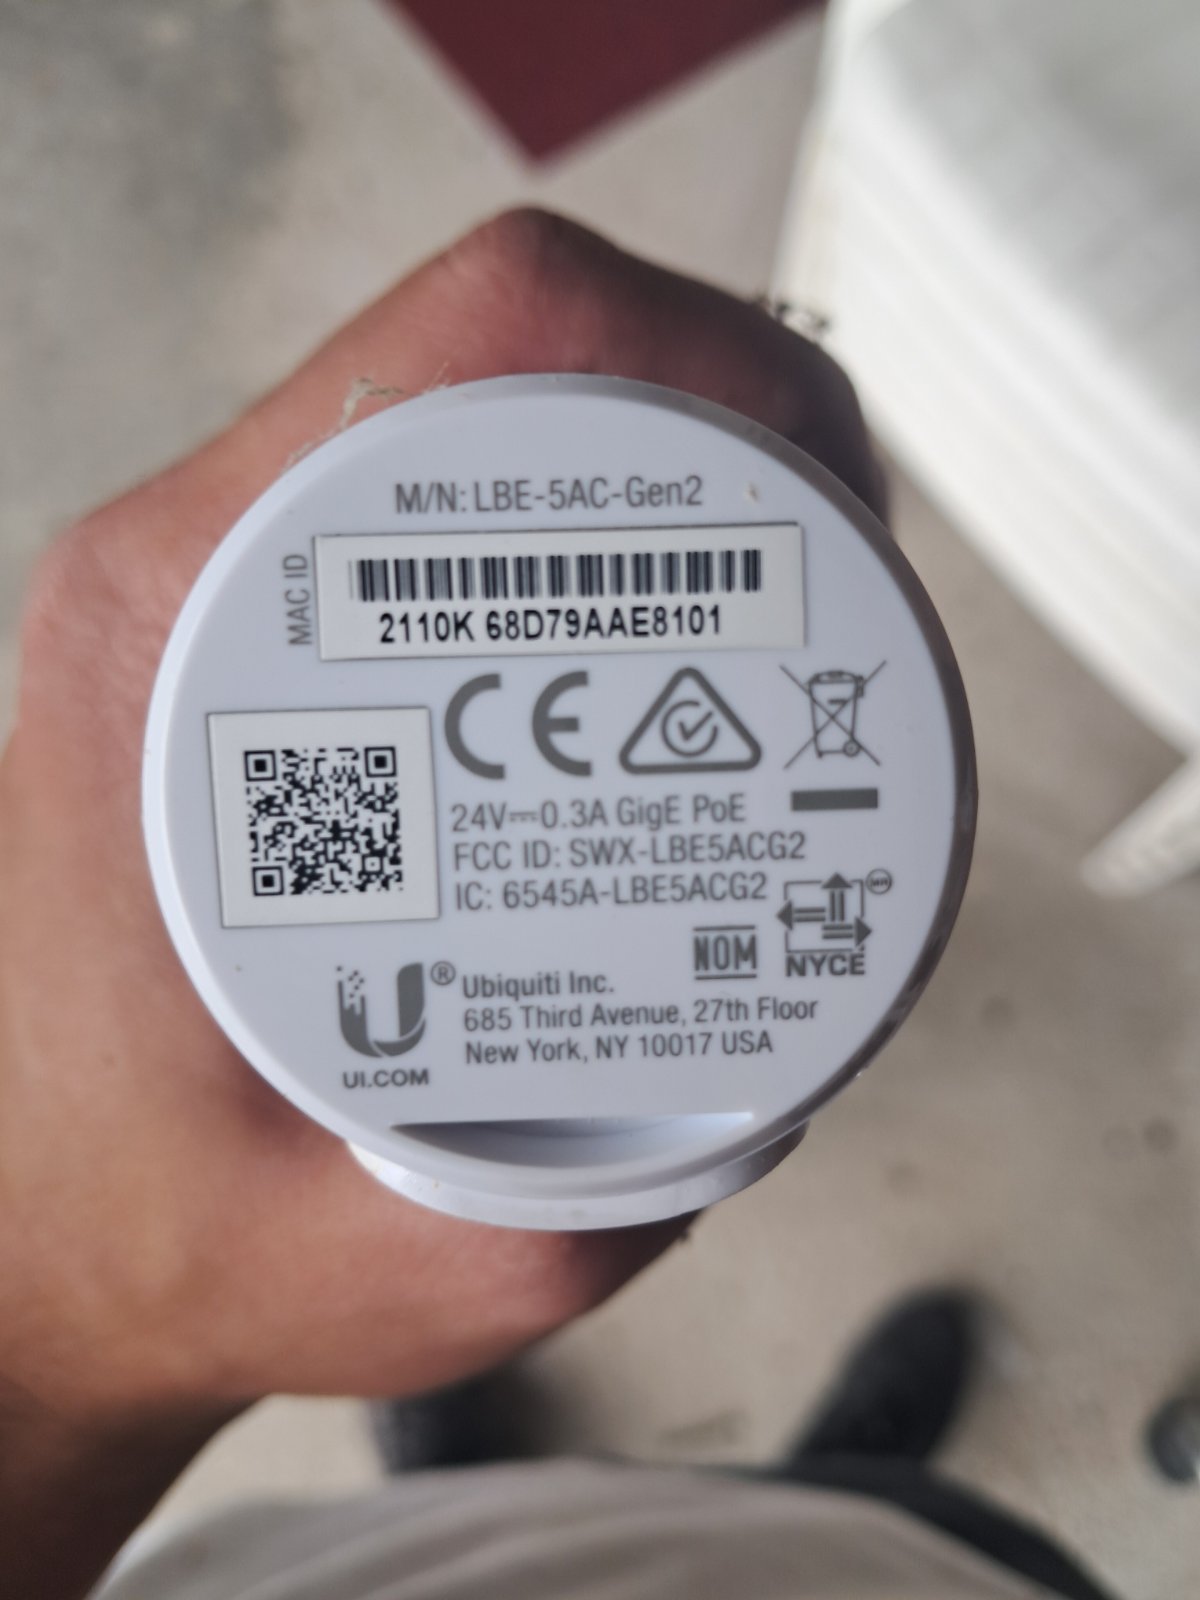 M/N: LBE-5AC-Gen2
MAC ID
2110K 68D79AAE8101
CE
24V⎓0.3A GigE PoE
FCC ID: SWX-LBE5ACG2
IC: 6545A-LBE5ACG2
NOM
NYCE
U®
UI.COM
Ubiquiti Inc.
685 Third Avenue, 27th Floor
New York, NY 10017 USA